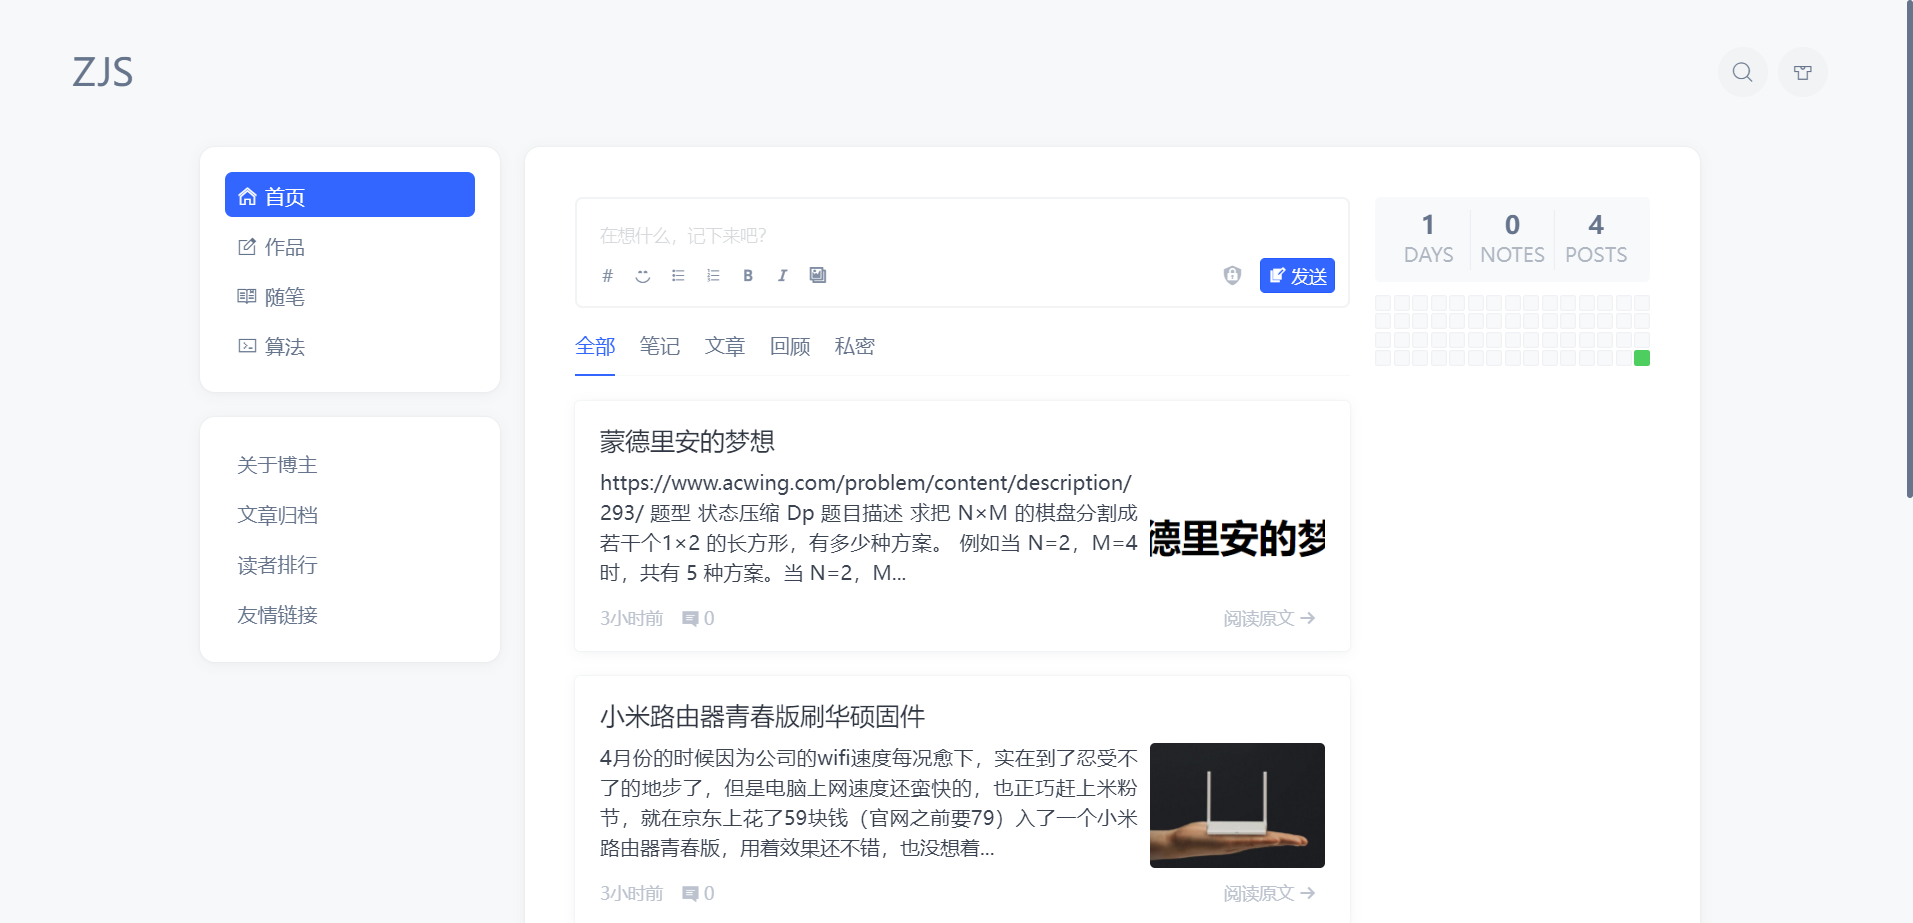 ZJS
首页
作品
随笔
算法
关于博主
文章归档
读者排行
友情链接
在想什么，记下来吧?
# B I
发送
全部 笔记 文章 回顾 私密
蒙德里安的梦想
https://www.acwing.com/problem/content/description/
293/ 题型 状态压缩 Dp 题目描述 求把 N×M 的棋盘分割成
若干个1×2 的长方形，有多少种方案。 例如当 N=2，M=4
时，共有 5 种方案。当 N=2，M...
德里安的梦
3小时前 0 阅读原文
小米路由器青春版刷华硕固件
4月份的时候因为公司的wifi速度每况愈下，实在到了忍受不
了的地步了，但是电脑上网速度还蛮快的，也正巧赶上米粉
节，就在京东上花了59块钱（官网之前要79）入了一个小米
路由器青春版，用着效果还不错，也没想着...
3小时前 0 阅读原文
1 0 4
DAYS NOTES POSTS